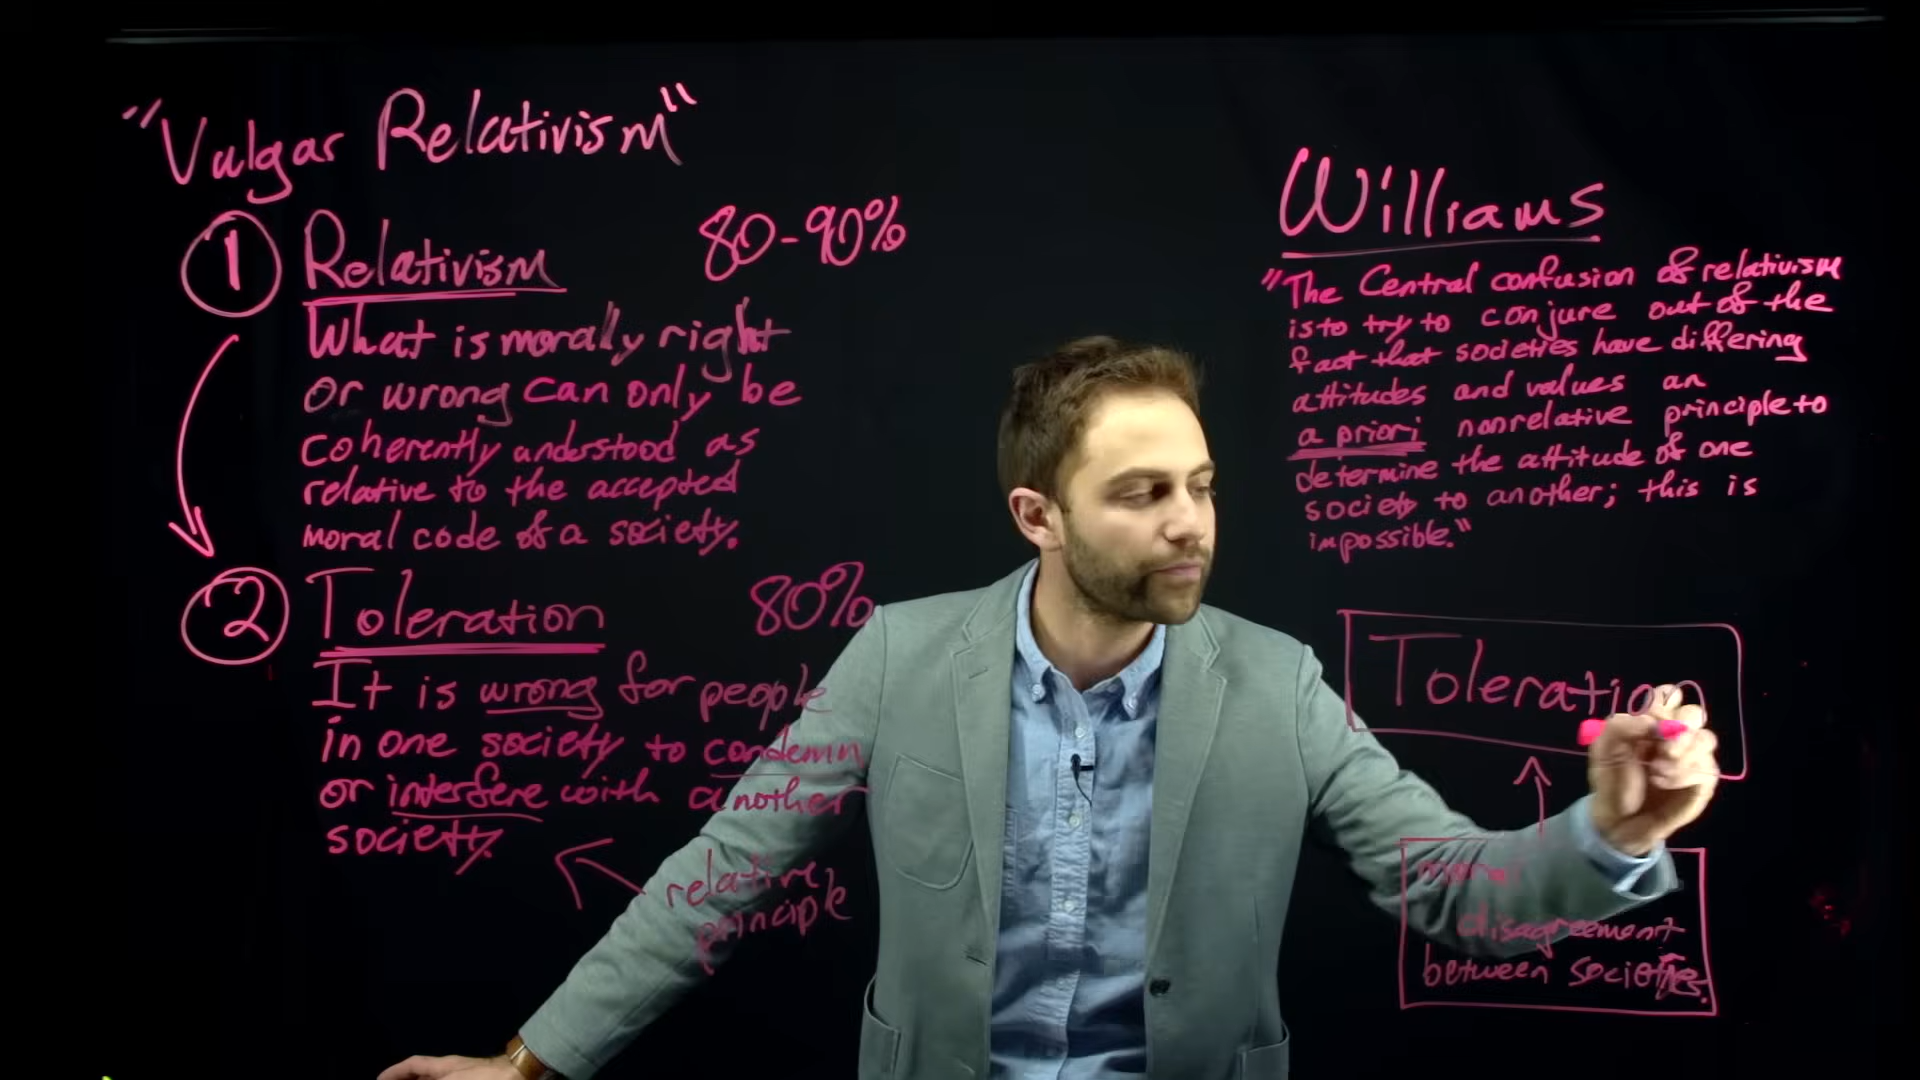 "Vulgar Relativism"
1 Relativism
80-90%
What is morally right
or wrong can only be
coherently understood as
relative to the accepted
moral code of a society.
2 Toleration
80%
It is wrong for people
in one society to condemn
or interfere with another
society.
relative
principle
Williams
"The Central confusion of relativism
is to try to conjure out of the
fact that societies have differing
attitudes and values an
a priori nonrelative principle to
determine the attitude of one
society to another; this is
impossible."
Toleration
moral
disagreement
between societies.